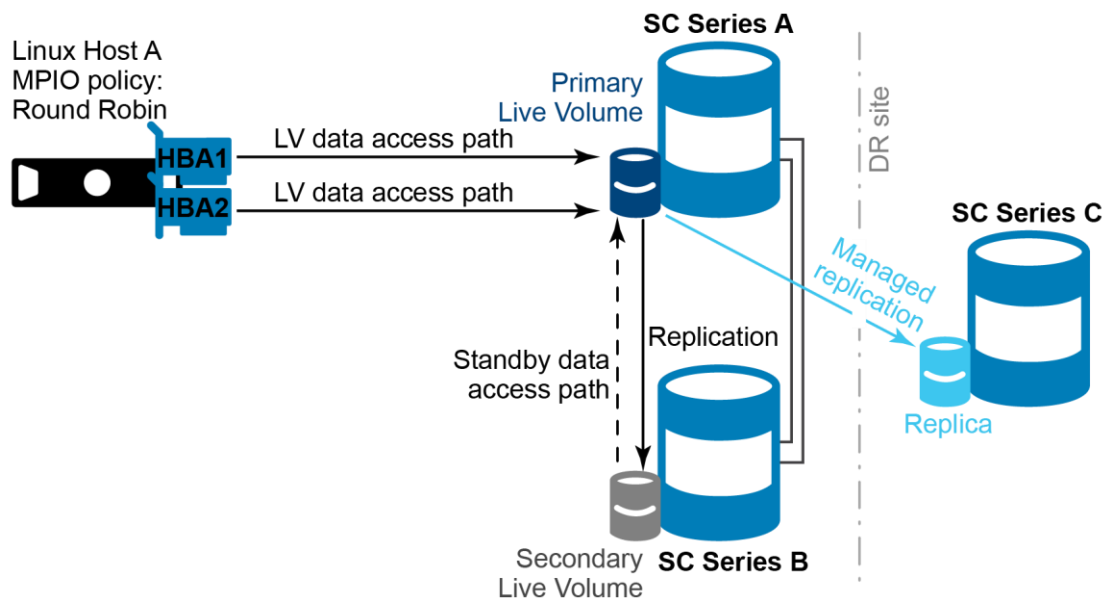 Linux Host A
MPIO policy:
Round Robin
HBA1
HBA2
LV data access path
LV data access path
SC Series A
Primary
Live Volume
DR site
SC Series C
Managed
replication
Replication
Standby data
access path
Replica
Secondary
Live Volume
SC Series B